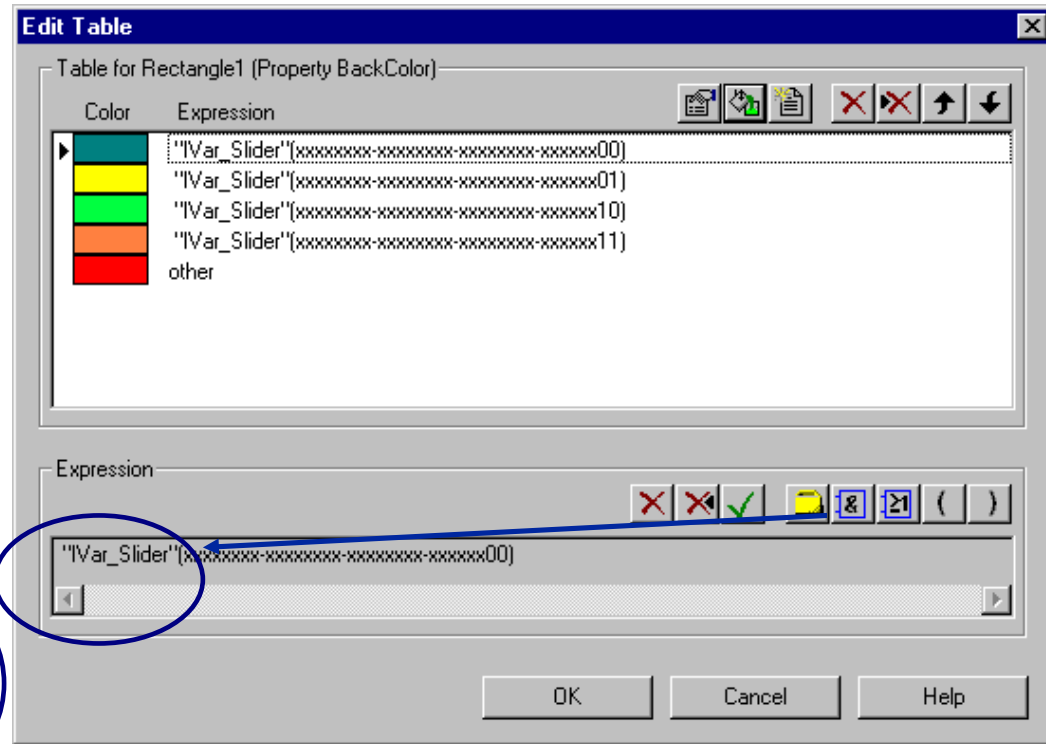 Edit Table
Table for Rectangle1 (Property BackColor)
Color Expression
"IVar_Slider"(xxxxxxxx-xxxxxxxx-xxxxxxxx-xxxxxx00)
"IVar_Slider"(xxxxxxxx-xxxxxxxx-xxxxxxxx-xxxxxx01)
"IVar_Slider"(xxxxxxxx-xxxxxxxx-xxxxxxxx-xxxxxx10)
"IVar_Slider"(xxxxxxxx-xxxxxxxx-xxxxxxxx-xxxxxx11)
other
Expression
& ≥1 ( )
"IVar_Slider"(xxxxxxxx-xxxxxxxx-xxxxxxxx-xxxxxx00)
OK Cancel Help